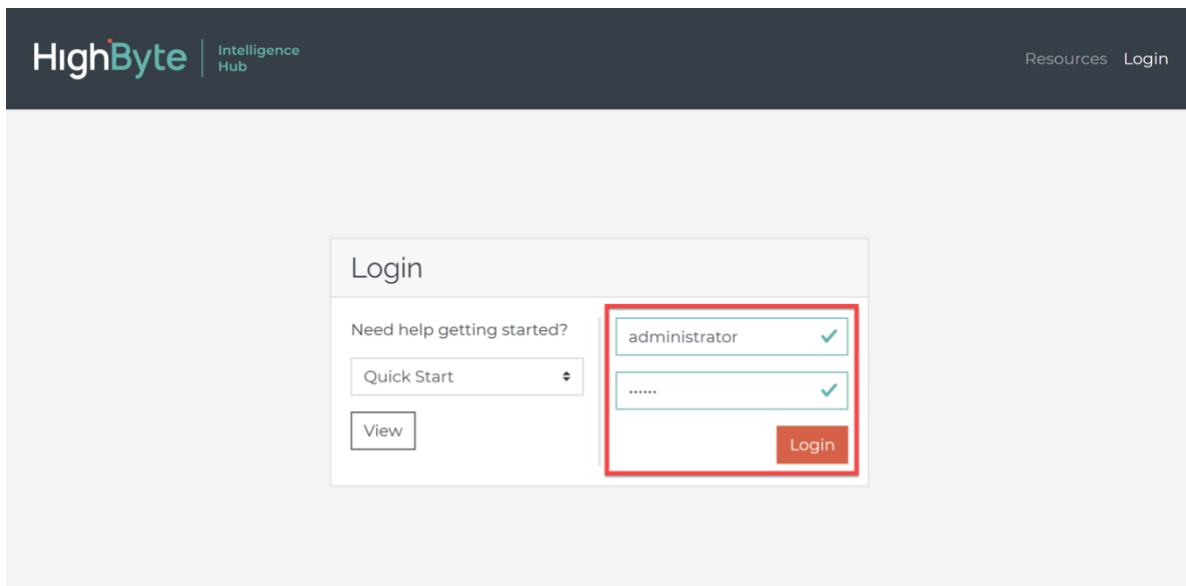 HighByte
Intelligence
Hub
Resources Login
Login
Need help getting started?
Quick Start
View
administrator
······
Login